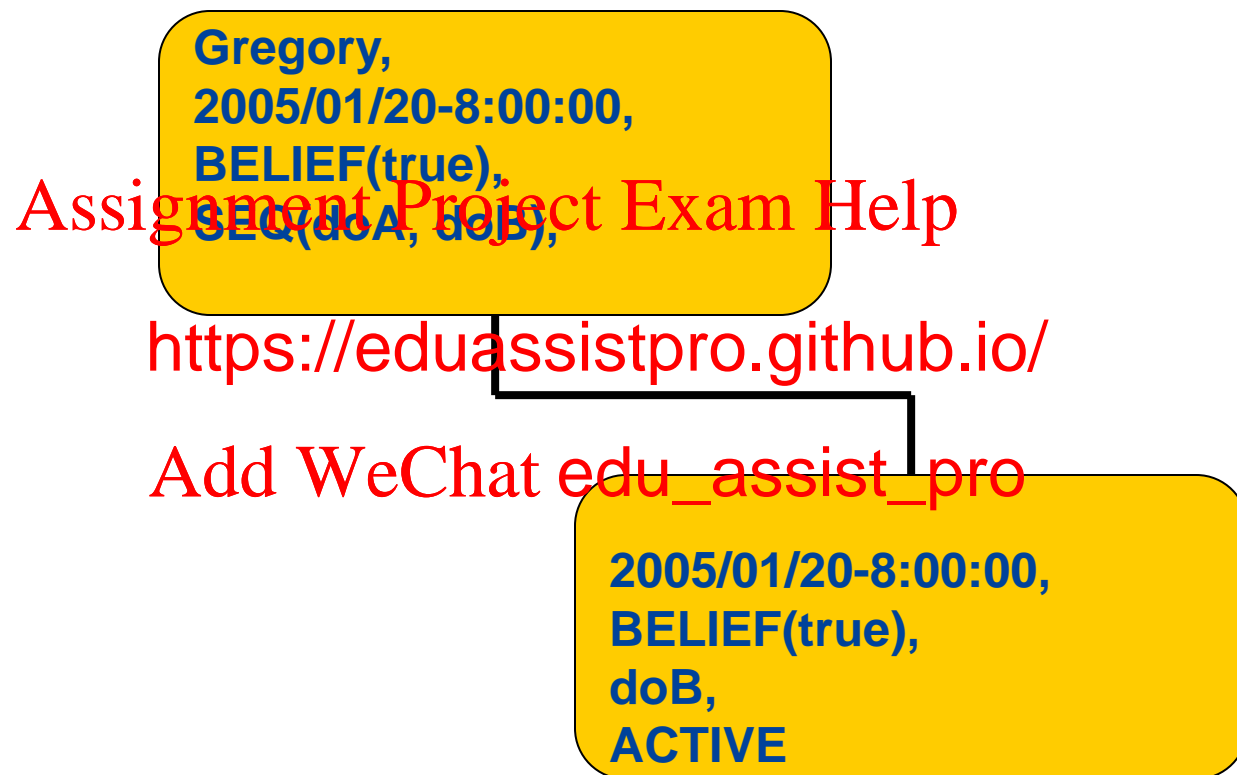 Gregory,
2005/01/20-8:00:00,
BELIEF(true),
Assignment Project Exam Help
SEQ(doA, doB),
https://eduassistpro.github.io/
Add WeChat edu_assist_pro
2005/01/20-8:00:00,
BELIEF(true),
doB,
ACTIVE